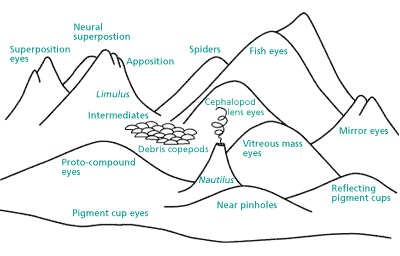 Neural
superpostion
Superposition
eyes
Apposition
Spiders
Fish eyes
Limulus
Cephalopod
lens eyes
Intermediates
Mirror eyes
Debris copepods
Vitreous mass
eyes
Proto-compound
eyes
Nautilus
Reflecting
pigment cups
Near pinholes
Pigment cup eyes